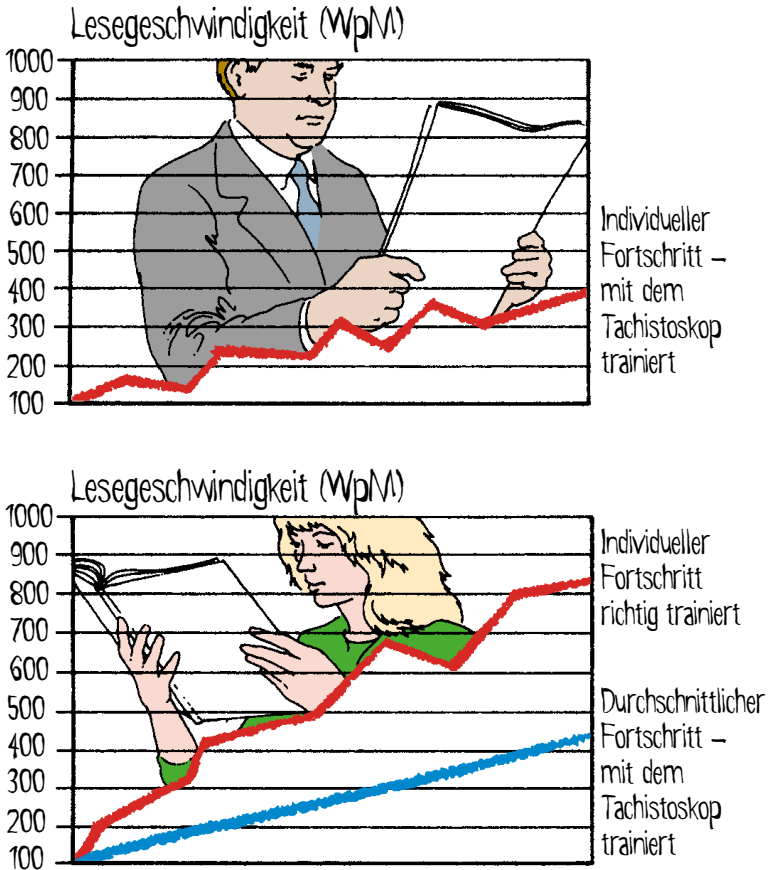 Lesegeschwindigkeit (WpM)
1000
900
800
700
600
500
400
300
200
100
Individueller
Fortschritt –
mit dem
Tachistoskop
trainiert
Lesegeschwindigkeit (WpM)
1000
900
800
700
600
500
400
300
200
100
Individueller
Fortschritt
richtig trainiert
Durchschnittlicher
Fortschritt –
mit dem
Tachistoskop
trainiert